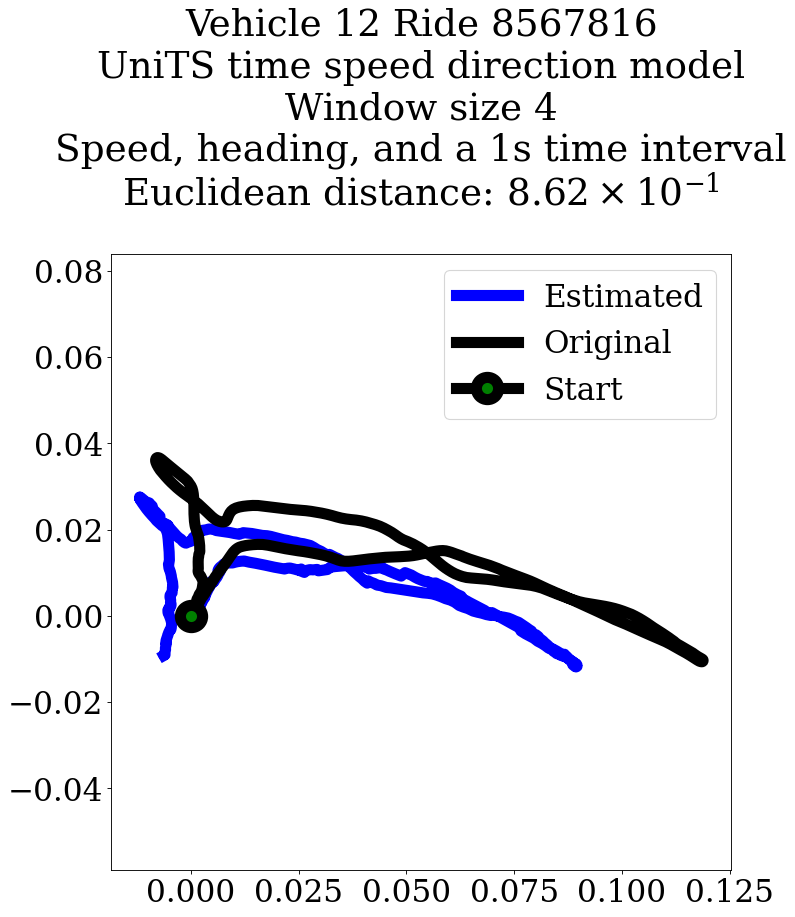 Vehicle 12 Ride 8567816
UniTS time speed direction model
Window size 4
Speed, heading, and a 1s time interval
Euclidean distance: 8.62 × 10⁻¹
Estimated
Original
Start
0.08
0.06
0.04
0.02
0.00
−0.02
−0.04
0.000 0.025 0.050 0.075 0.100 0.125